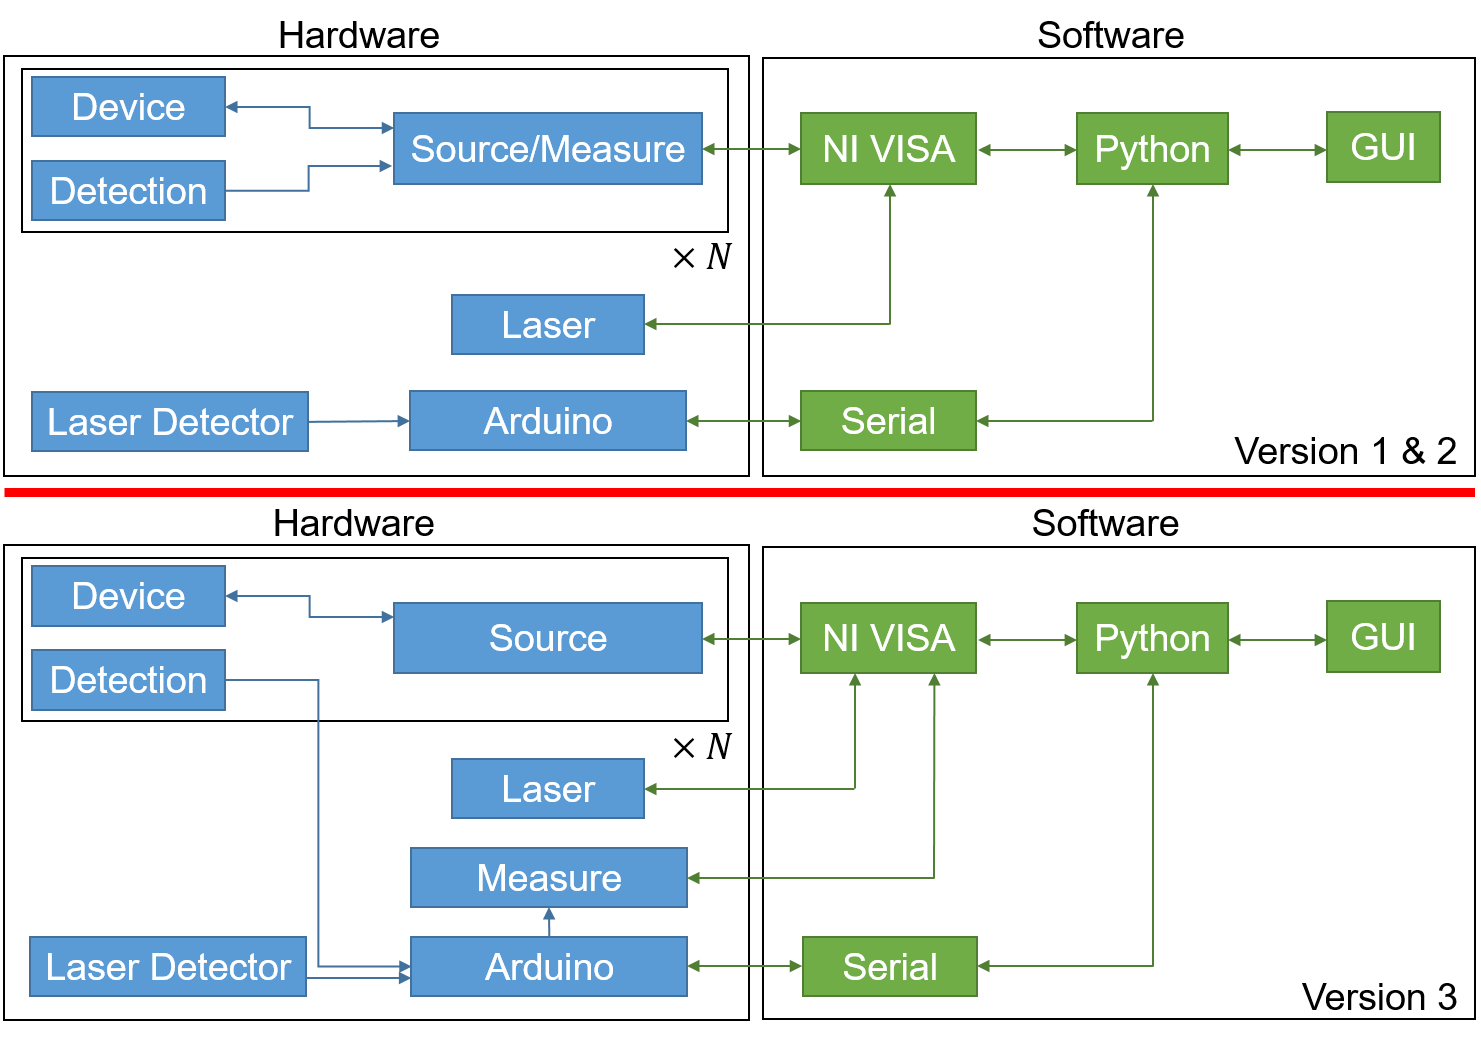 Hardware
Software
Device
Detection
Source/Measure
NI VISA
Python
GUI
× N
Laser
Laser Detector
Arduino
Serial
Version 1 & 2
Hardware
Software
Device
Detection
Source
NI VISA
Python
GUI
× N
Laser
Measure
Laser Detector
Arduino
Serial
Version 3